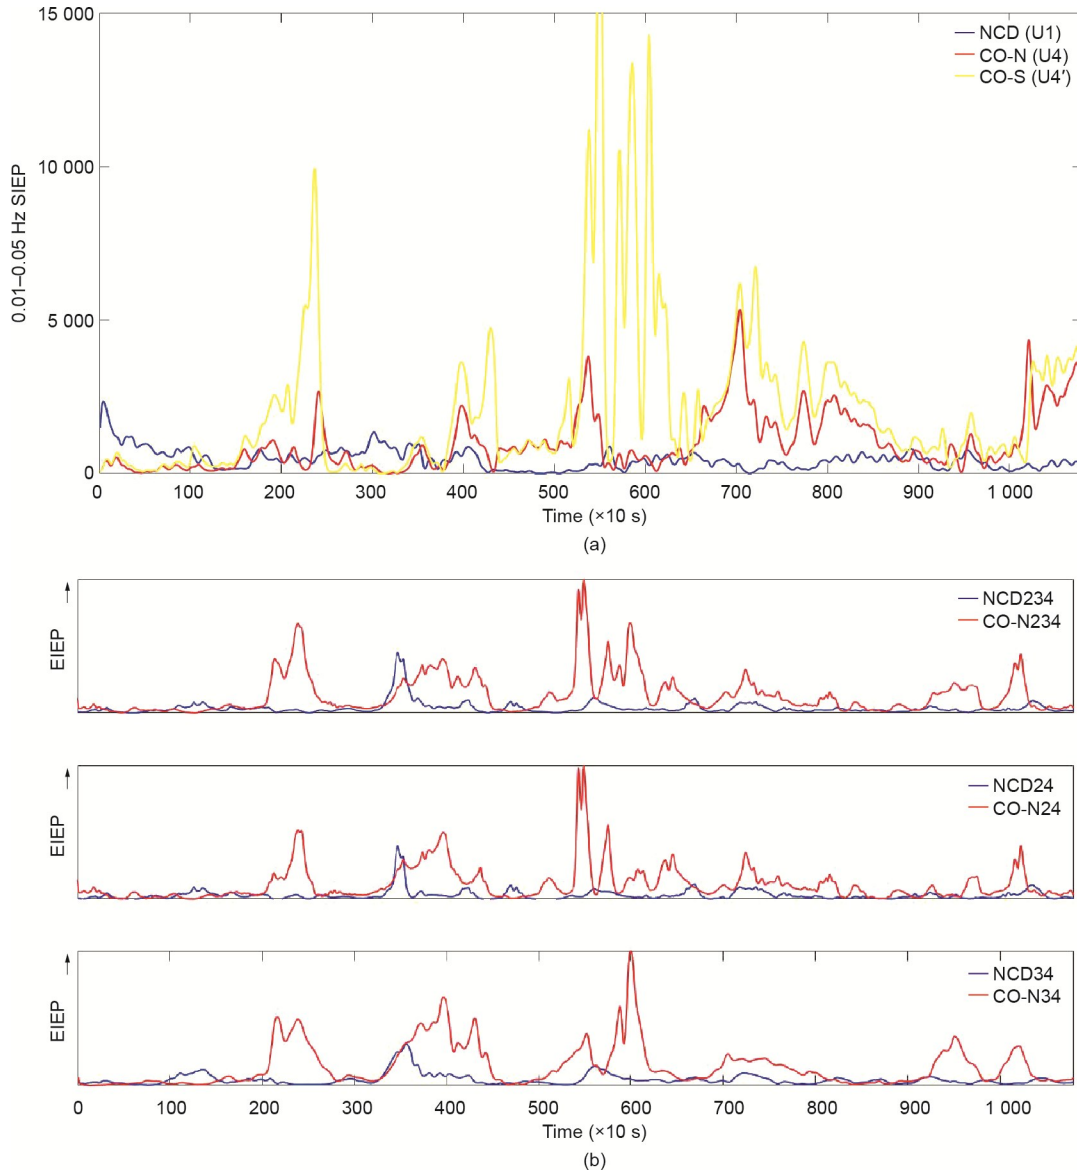 15 000
NCD (U1)
CO-N (U4)
CO-S (U4′)
10 000
0.01–0.05 Hz SIEP
5 000
0
0 100 200 300 400 500 600 700 800 900 1 000
Time (×10 s)
(a)
EIEP
NCD234
CO-N234
EIEP
NCD24
CO-N24
EIEP
NCD34
CO-N34
0 100 200 300 400 500 600 700 800 900 1 000
Time (×10 s)
(b)